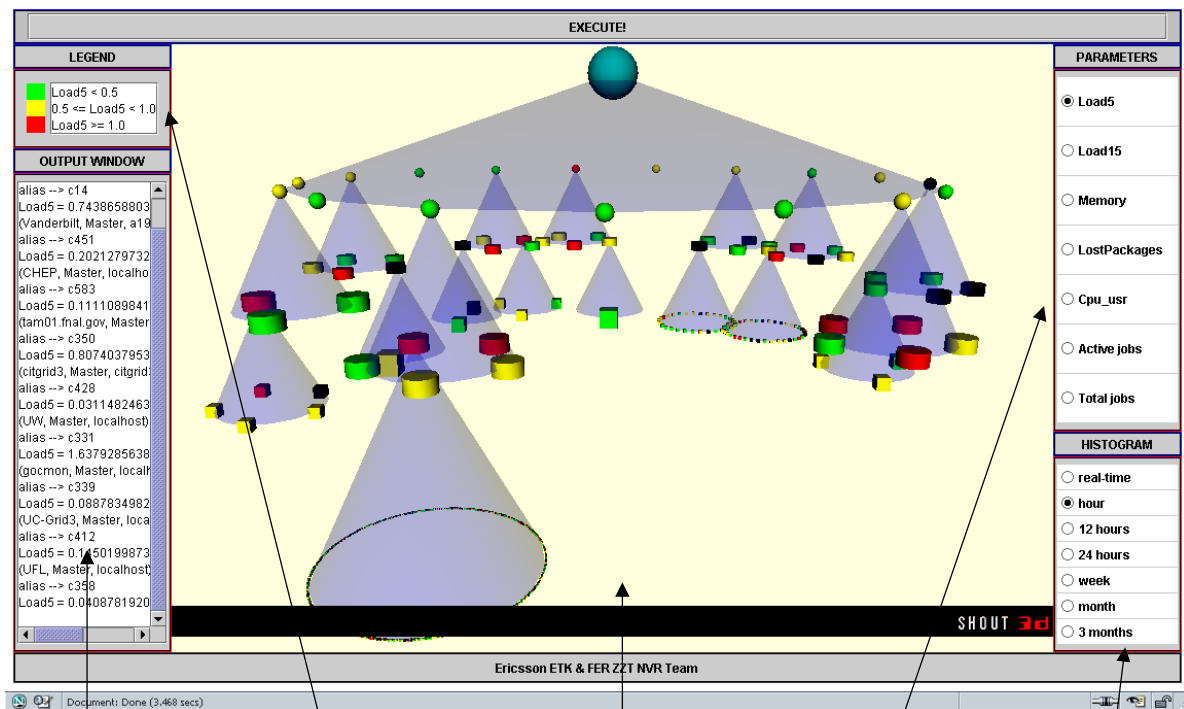 EXECUTE!
LEGEND
Load5 < 0.5
0.5 <= Load5 < 1.0
Load5 >= 1.0
OUTPUT WINDOW
alias --> c14
Load5 = 0.7438658803
(Vanderbilt, Master, a19
alias --> c451
Load5 = 0.2021279732
(CHEP, Master, localho
alias --> c583
Load5 = 0.1111089841
(tam01.fnal.gov, Master
alias --> c350
Load5 = 0.8074037953
(citgrid3, Master, citgrid
alias --> c428
Load5 = 0.0311482463
(UW, Master, localhost)
alias --> c331
Load5 = 1.6379285638
(gocmon, Master, localh
alias --> c339
Load5 = 0.0887834982
(UC-Grid3, Master, loca
alias --> c412
Load5 = 0.1450199873
(UFL, Master, localhost)
alias --> c358
Load5 = 0.0408781920
SHOUT 3d
PARAMETERS
Load5
Load15
Memory
LostPackages
Cpu_usr
Active jobs
Total jobs
HISTOGRAM
real-time
hour
12 hours
24 hours
week
month
3 months
Ericsson ETK & FER ZZT NVR Team
Document: Done (3.468 secs)